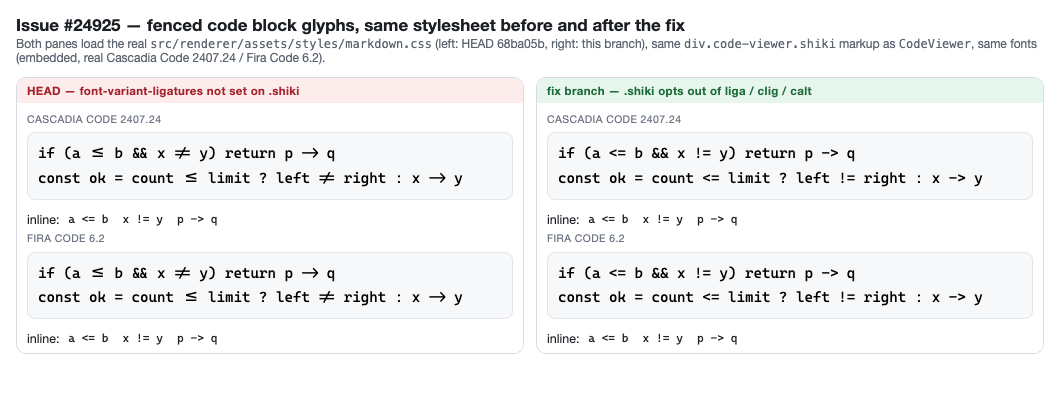 Issue #24925 — fenced code block glyphs, same stylesheet before and after the fix
Both panes load the real src/renderer/assets/styles/markdown.css (left: HEAD 68ba05b, right: this branch), same div.code-viewer.shiki markup as CodeViewer, same fonts
(embedded, real Cascadia Code 2407.24 / Fira Code 6.2).
HEAD — font-variant-ligatures not set on .shiki
CASCADIA CODE 2407.24
if (a ≤ b && x ≠ y) return p ⟶ q
const ok = count ≤ limit ? left ≠ right : x ⟶ y
inline: a <= b x != y p -> q
FIRA CODE 6.2
if (a ≤ b && x ≠ y) return p ⟶ q
const ok = count ≤ limit ? left ≠ right : x ⟶ y
inline: a <= b x != y p -> q
fix branch — .shiki opts out of liga / clig / calt
CASCADIA CODE 2407.24
if (a <= b && x != y) return p -> q
const ok = count <= limit ? left != right : x -> y
inline: a <= b x != y p -> q
FIRA CODE 6.2
if (a <= b && x != y) return p -> q
const ok = count <= limit ? left != right : x -> y
inline: a <= b x != y p -> q